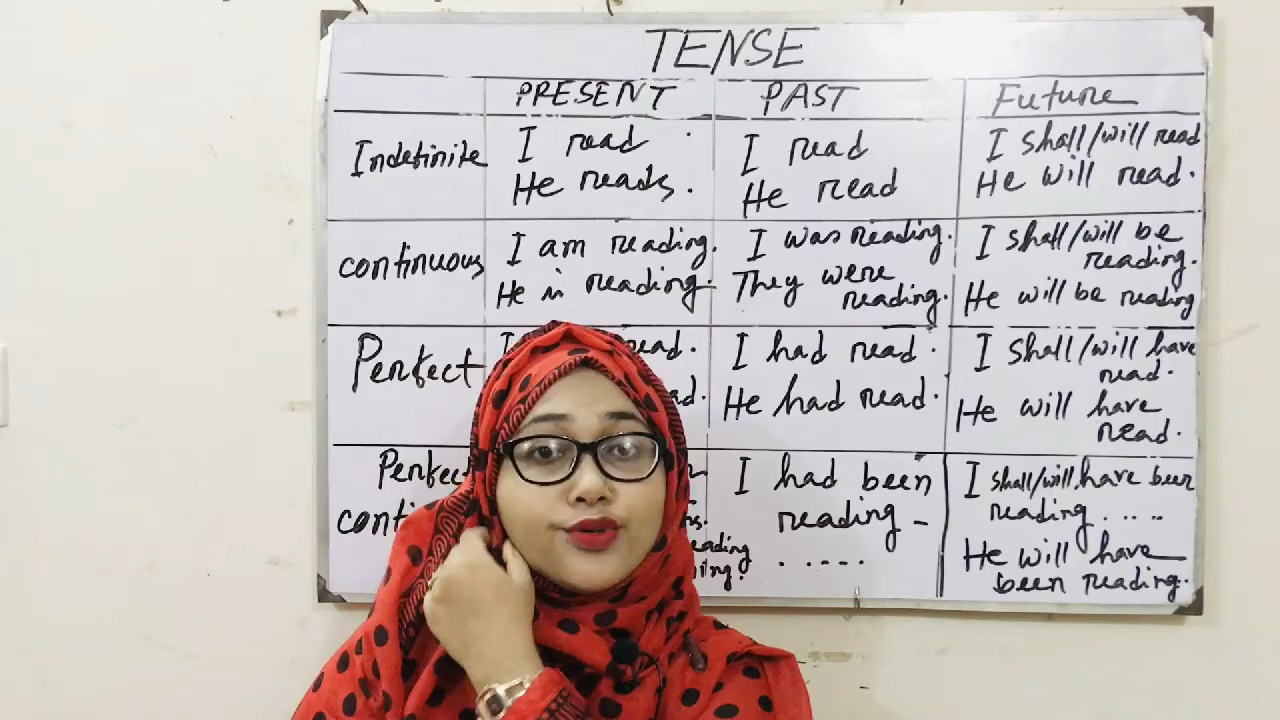 TENSE
PRESENT PAST Future
Indefinite
I read
He reads.
I read
He read
I shall/will read
He will read.
continuous
I am reading.
He is reading.
I was reading.
They were
reading.
I shall/will be
reading.
He will be reading
Perfect
I read.
I had read.
He had read.
I shall/will have
read.
He will have
read.
I had been
reading -
.....
I shall/will have been
reading ....
He will have
been reading.